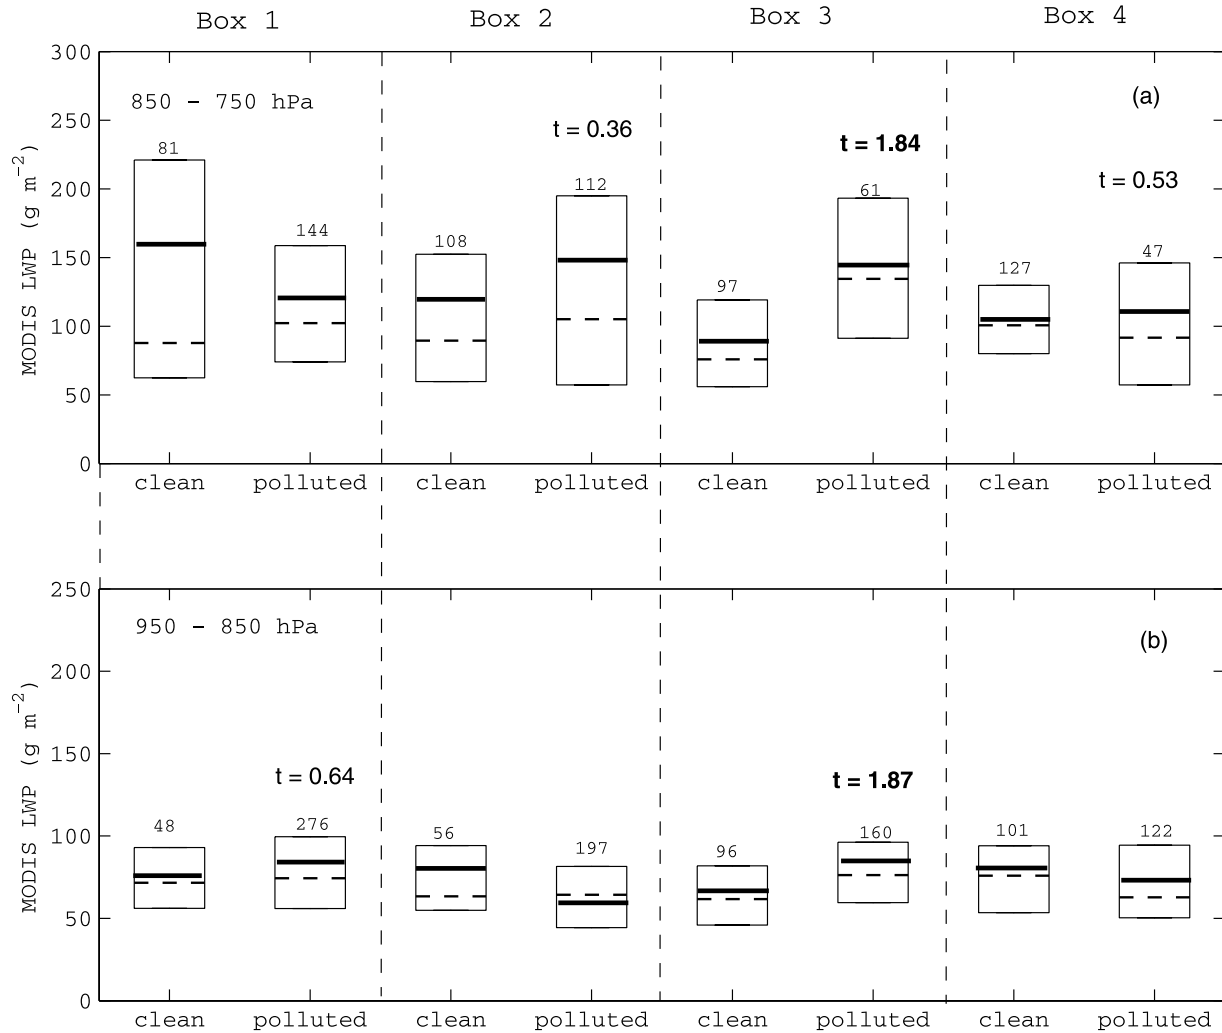 Box 1 Box 2 Box 3 Box 4
300
250
200
150
100
50
0
MODIS LWP (g m−2)
850 - 750 hPa
(a)
t = 0.36
t = 1.84
t = 0.53
81
144
108
112
97
61
127
47
clean polluted clean polluted clean polluted clean polluted
250
200
150
100
50
0
MODIS LWP (g m−2)
950 - 850 hPa
(b)
t = 0.64
t = 1.87
48
276
56
197
96
160
101
122
clean polluted clean polluted clean polluted clean polluted